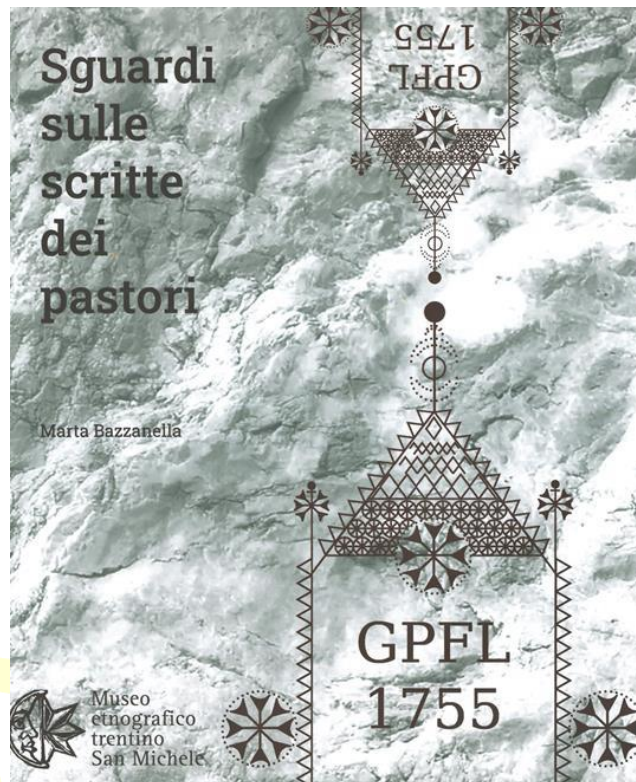 Sguardi
sulle
scritte
dei
pastori
Marta Bazzanella
GPFL
1755
GPFL
1755
Museo
etnografico
trentino
San Michele